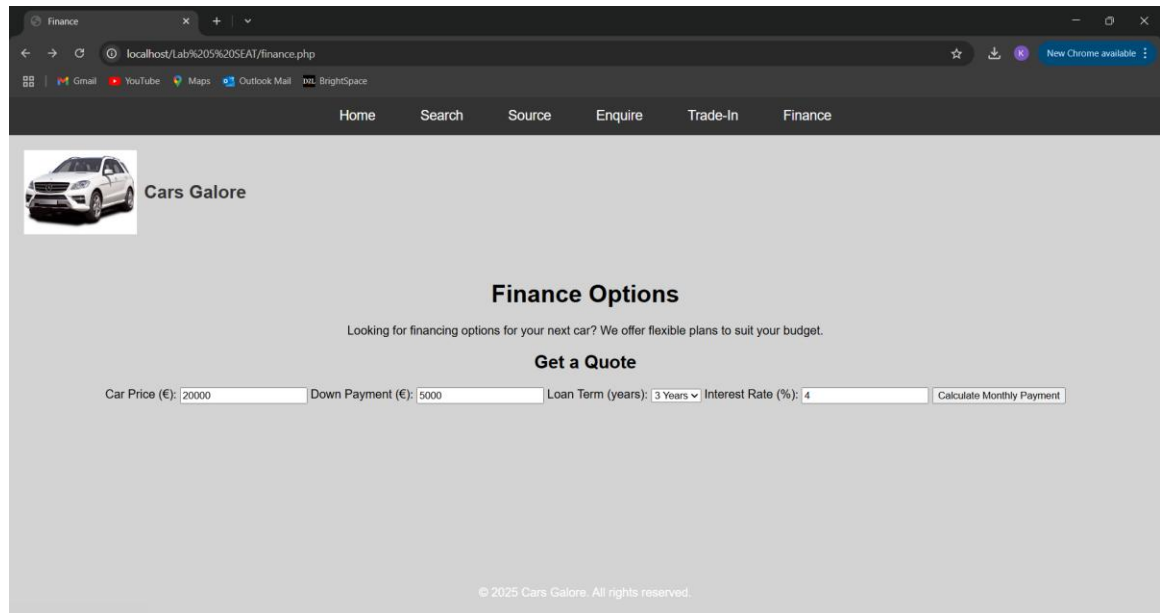 Finance
localhost/Lab%205%20SEAT/finance.php
New Chrome available
K
Gmail YouTube Maps Outlook Mail D2L BrightSpace
Home Search Source Enquire Trade-In Finance
Cars Galore
Finance Options
Looking for financing options for your next car? We offer flexible plans to suit your budget.
Get a Quote
Car Price (€): 20000 Down Payment (€): 5000 Loan Term (years): 3 Years Interest Rate (%): 4 Calculate Monthly Payment
© 2025 Cars Galore. All rights reserved.